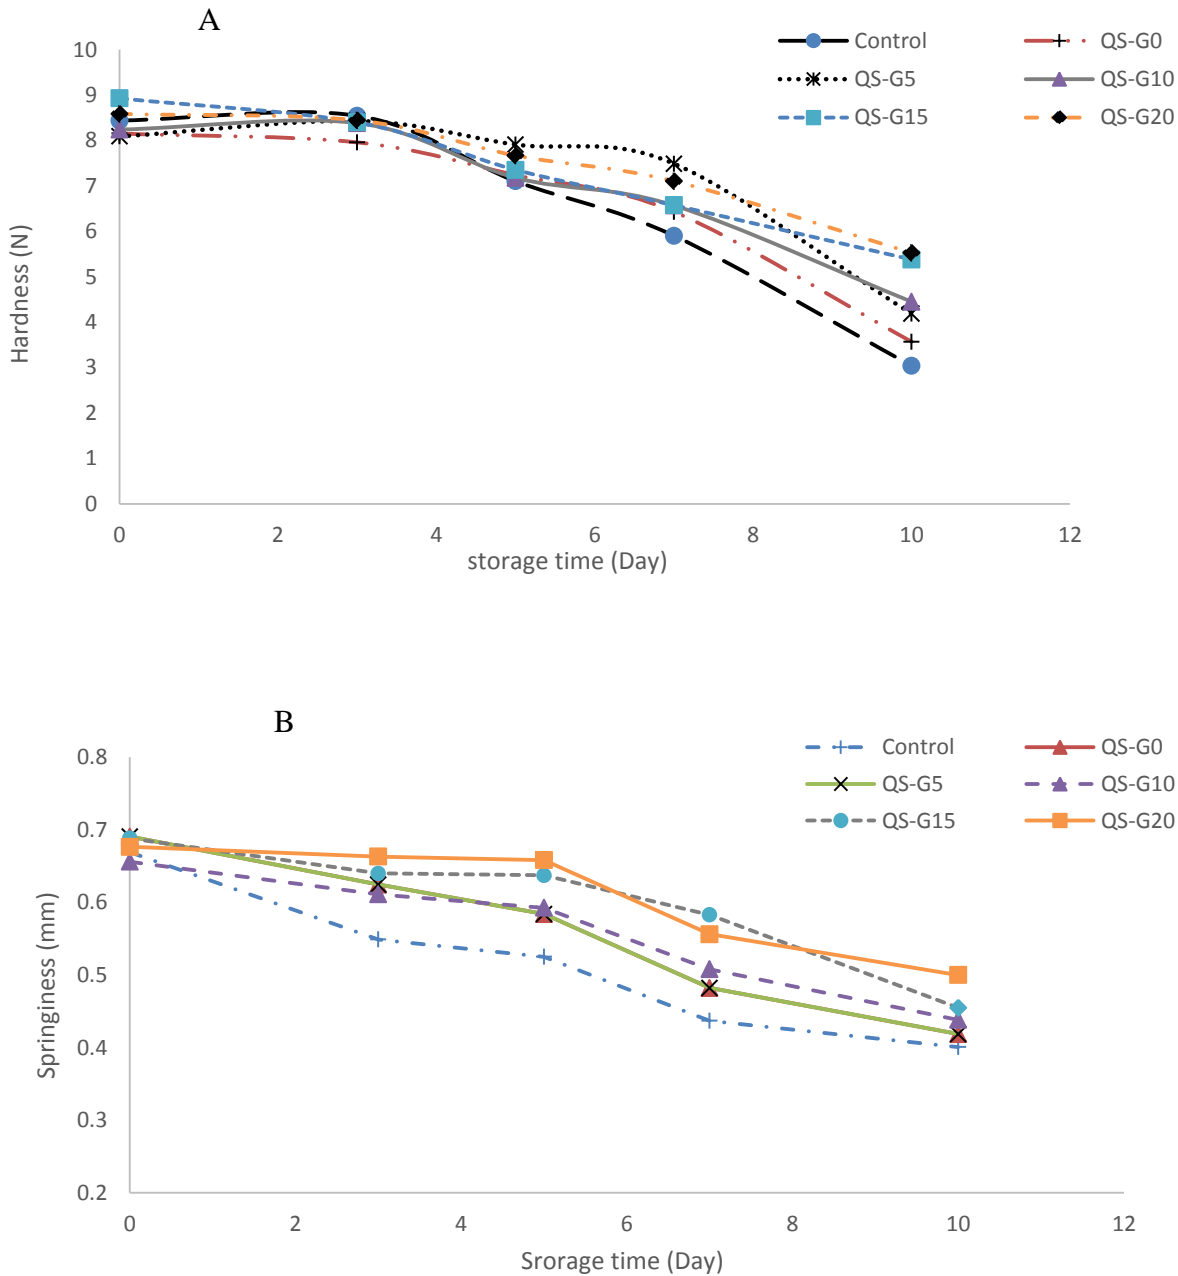 A
Control QS-G0
QS-G5 QS-G10
QS-G15 QS-G20
10
9
8
7
6
5
4
3
2
1
0
Hardness (N)
0 2 4 6 8 10 12
storage time (Day)
B
Control QS-G0
QS-G5 QS-G10
QS-G15 QS-G20
0.8
0.7
0.6
0.5
0.4
0.3
0.2
Springiness (mm)
0 2 4 6 8 10 12
Srorage time (Day)